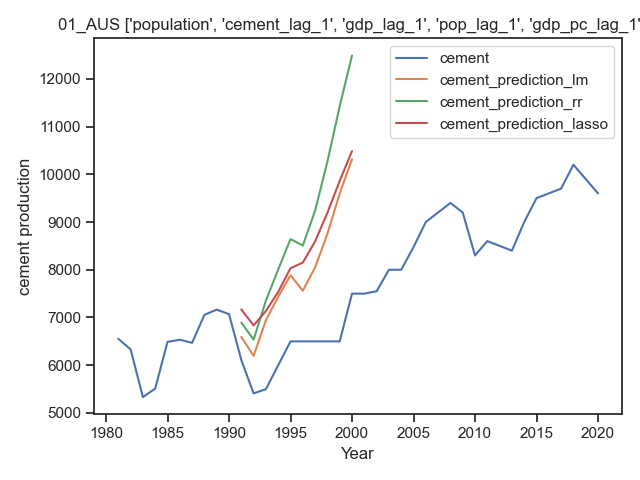 01_AUS ['population', 'cement_lag_1', 'gdp_lag_1', 'pop_lag_1', 'gdp_pc_lag_1'
cement
cement_prediction_lm
cement_prediction_rr
cement_prediction_lasso
12000
11000
10000
9000
8000
7000
6000
5000
cement production
1980 1985 1990 1995 2000 2005 2010 2015 2020
Year